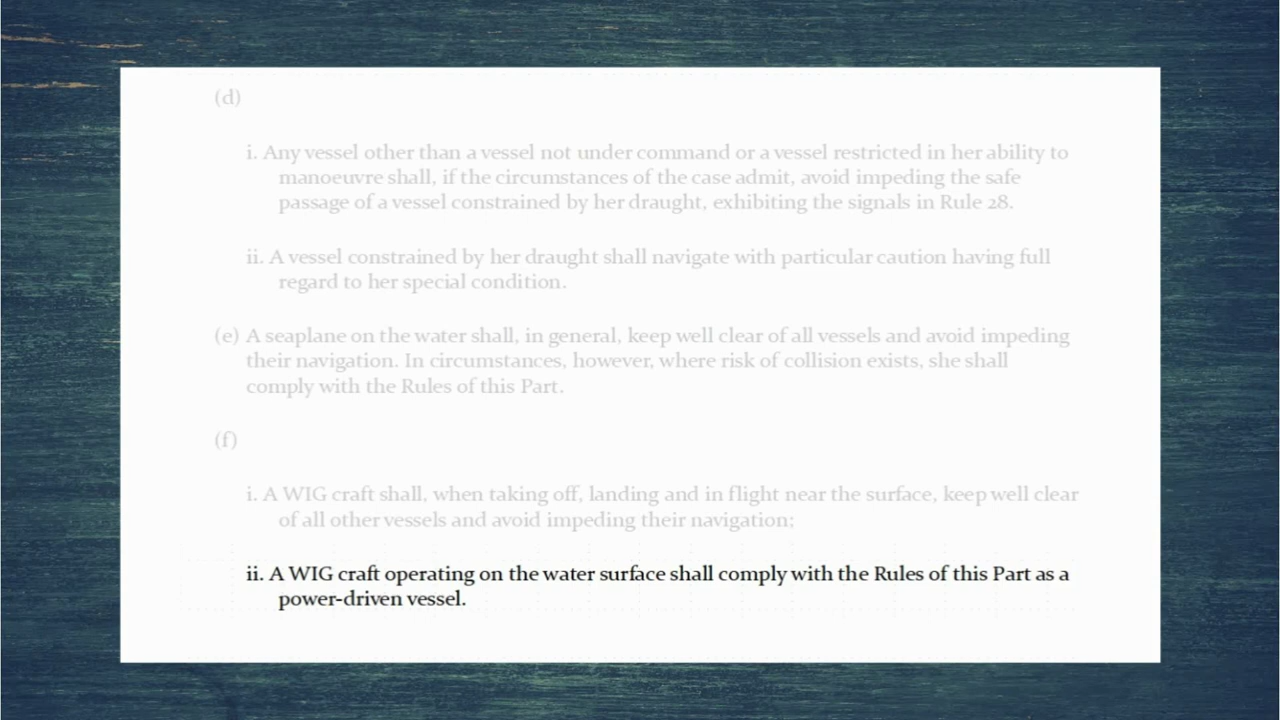 (d)
i. Any vessel other than a vessel not under command or a vessel restricted in her ability to
manoeuvre shall, if the circumstances of the case admit, avoid impeding the safe
passage of a vessel constrained by her draught, exhibiting the signals in Rule 28.
ii. A vessel constrained by her draught shall navigate with particular caution having full
regard to her special condition.
(e) A seaplane on the water shall, in general, keep well clear of all vessels and avoid impeding
their navigation. In circumstances, however, where risk of collision exists, she shall
comply with the Rules of this Part.
(f)
i. A WIG craft shall, when taking off, landing and in flight near the surface, keep well clear
of all other vessels and avoid impeding their navigation;
ii. A WIG craft operating on the water surface shall comply with the Rules of this Part as a
power-driven vessel.